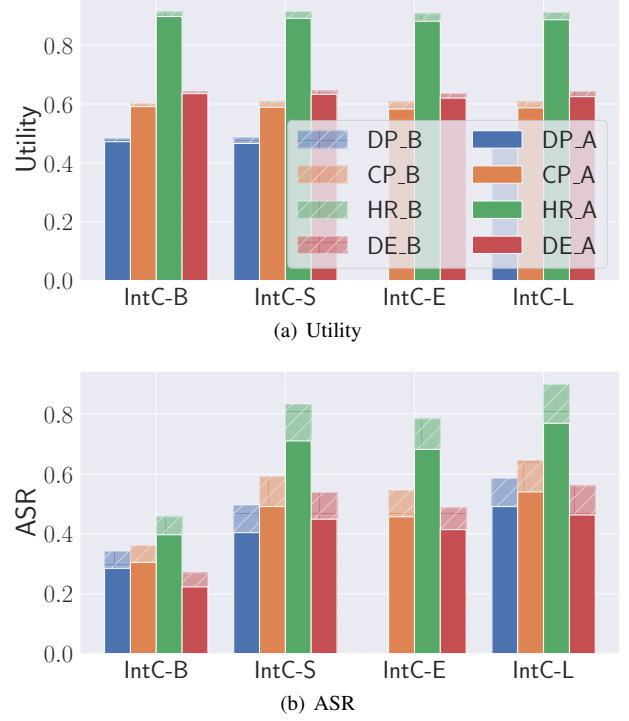 0.8
0.6
0.4
0.2
0.0
Utility
DP_B DP_A
CP_B CP_A
HR_B HR_A
DE_B DE_A
IntC-B IntC-S IntC-E IntC-L
(a) Utility
0.8
0.6
0.4
0.2
0.0
ASR
IntC-B IntC-S IntC-E IntC-L
(b) ASR